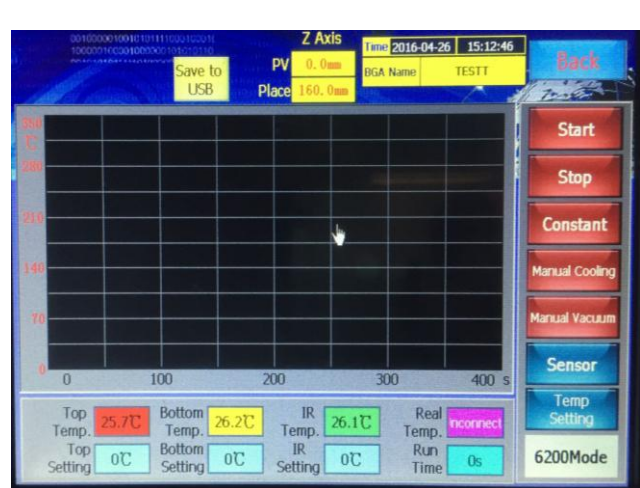 Z Axis
Save to
USB
PV 0.0mm
Place 160.0mm
Time 2016-04-26 15:12:46
BGA Name TESTT
Back
350
℃
280
210
140
70
0
0 100 200 300 400 s
Start
Stop
Constant
Manual Cooling
Manual Vacuum
Sensor
Temp
Setting
6200Mode
Top
Temp. 25.7℃
Bottom
Temp. 26.2℃
IR
Temp. 26.1℃
Real
Temp. nconnect
Top
Setting 0℃
Bottom
Setting 0℃
IR
Setting 0℃
Run
Time 0s